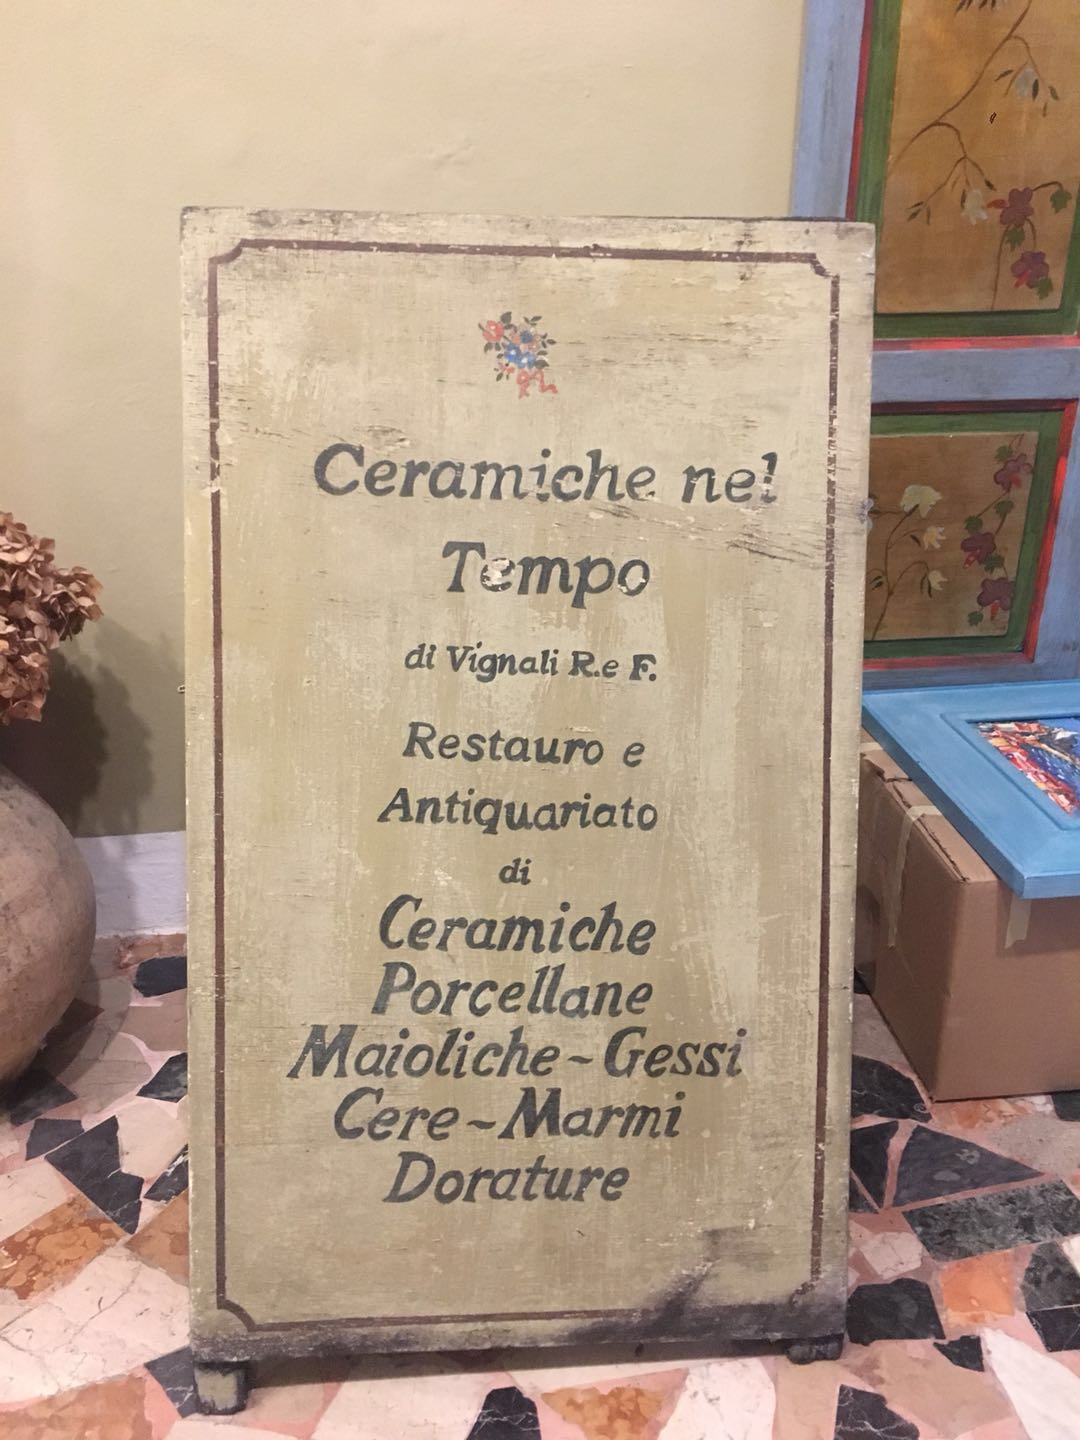 Ceramiche nel
Tempo
di Vignali R.e F.
Restauro e
Antiquariato
di
Ceramiche
Porcellane
Maioliche~Gessi
Cere~Marmi
Dorature